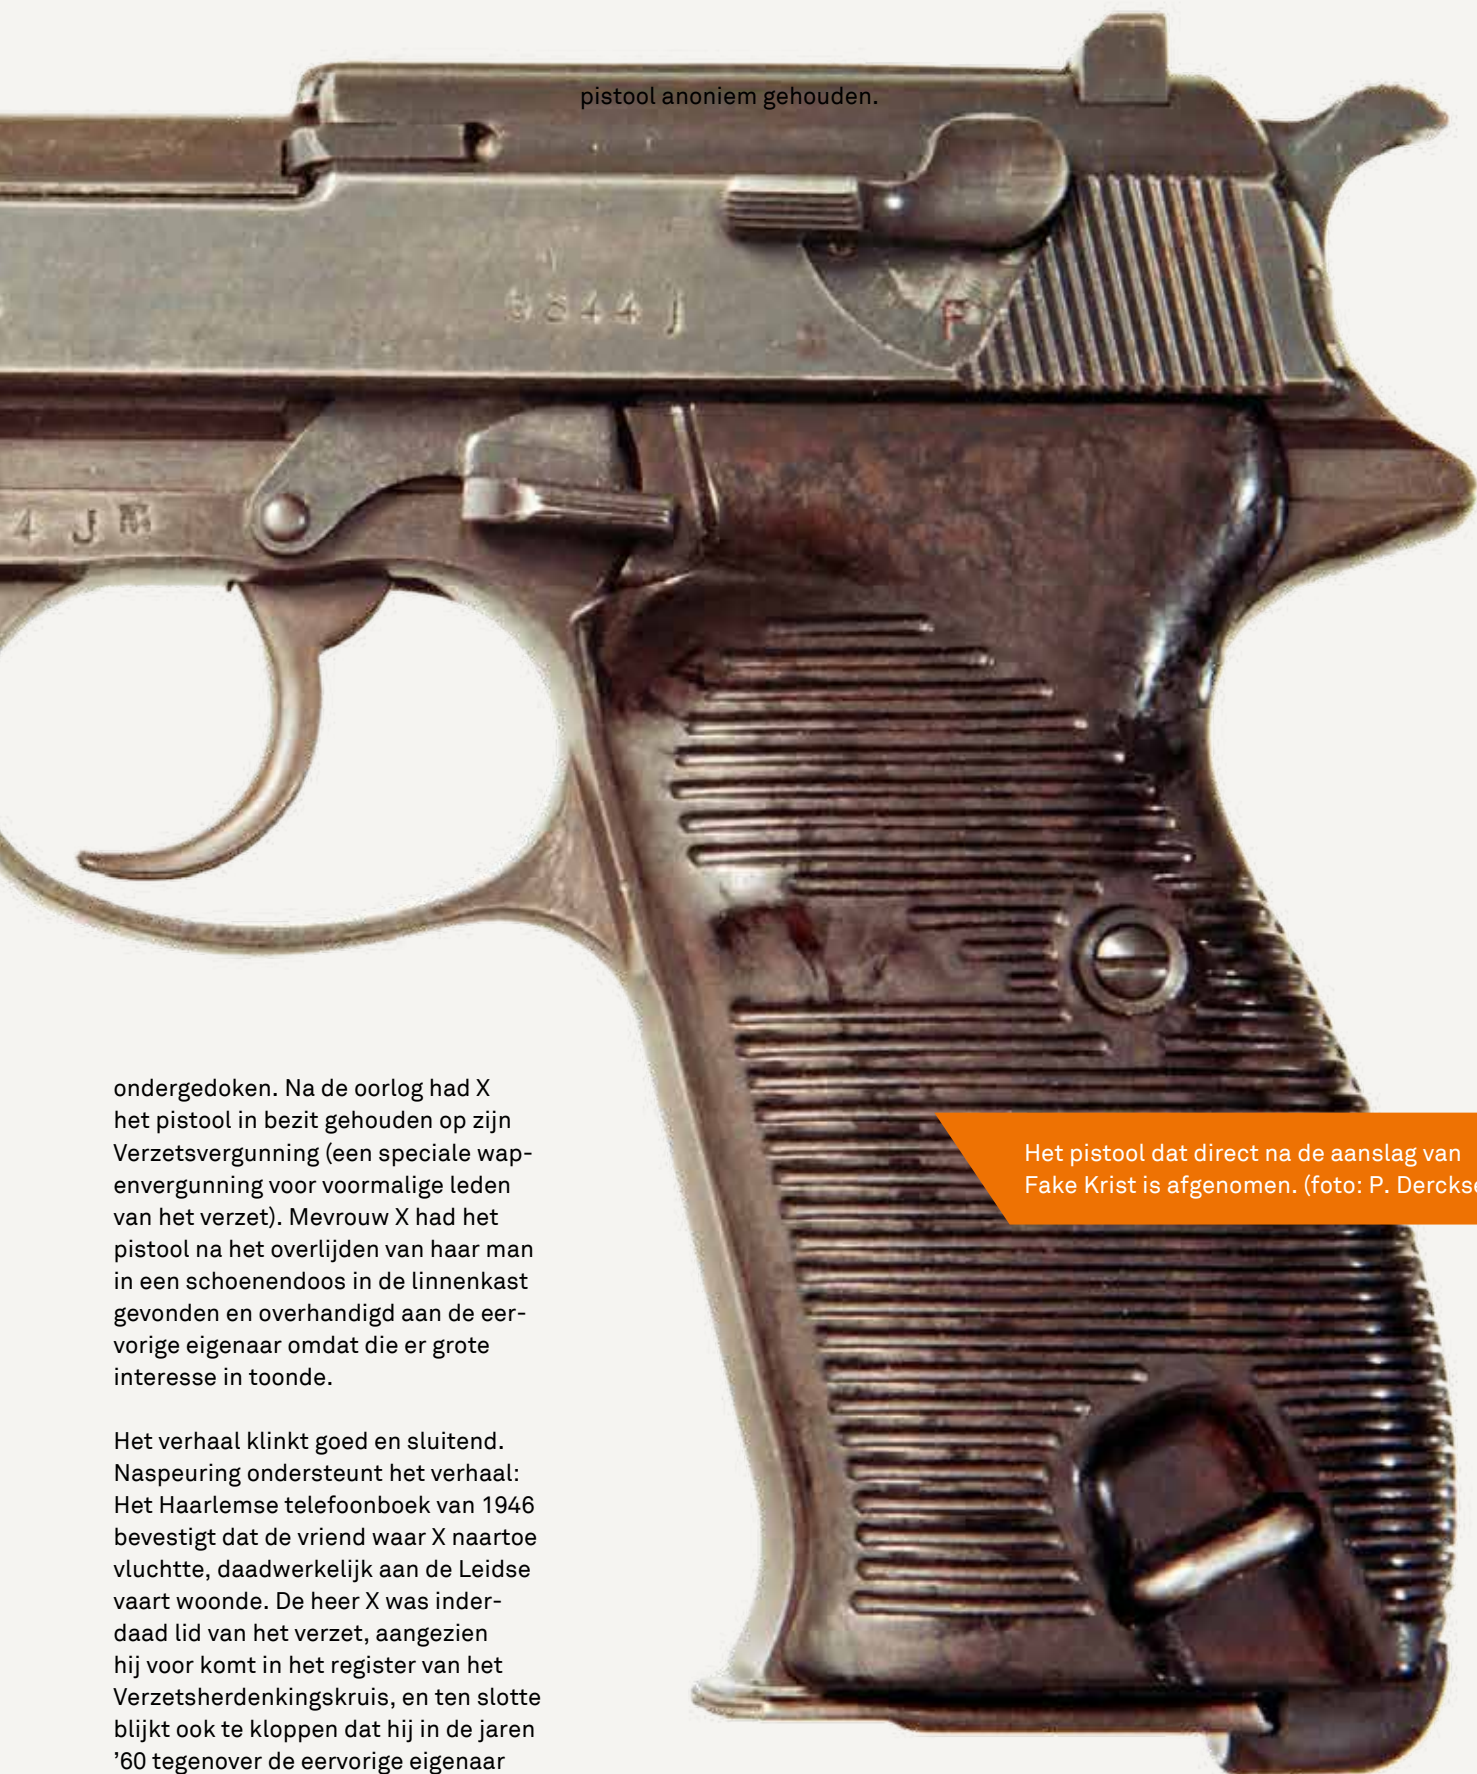 pistool anoniem gehouden.
9844 j
F
4 J
ondergedoken. Na de oorlog had X
het pistool in bezit gehouden op zijn
Verzetsvergunning (een speciale wap-
envergunning voor voormalige leden
van het verzet). Mevrouw X had het
pistool na het overlijden van haar man
in een schoenendoos in de linnenkast
gevonden en overhandigd aan de eer-
vorige eigenaar omdat die er grote
interesse in toonde.
Het verhaal klinkt goed en sluitend.
Naspeuring ondersteunt het verhaal:
Het Haarlemse telefoonboek van 1946
bevestigt dat de vriend waar X naartoe
vluchtte, daadwerkelijk aan de Leidse
vaart woonde. De heer X was inder-
daad lid van het verzet, aangezien
hij voor komt in het register van het
Verzetsherdenkingskruis, en ten slotte
blijkt ook te kloppen dat hij in de jaren
’60 tegenover de eervorige eigenaar
Het pistool dat direct na de aanslag van
Fake Krist is afgenomen. (foto: P. Derckse